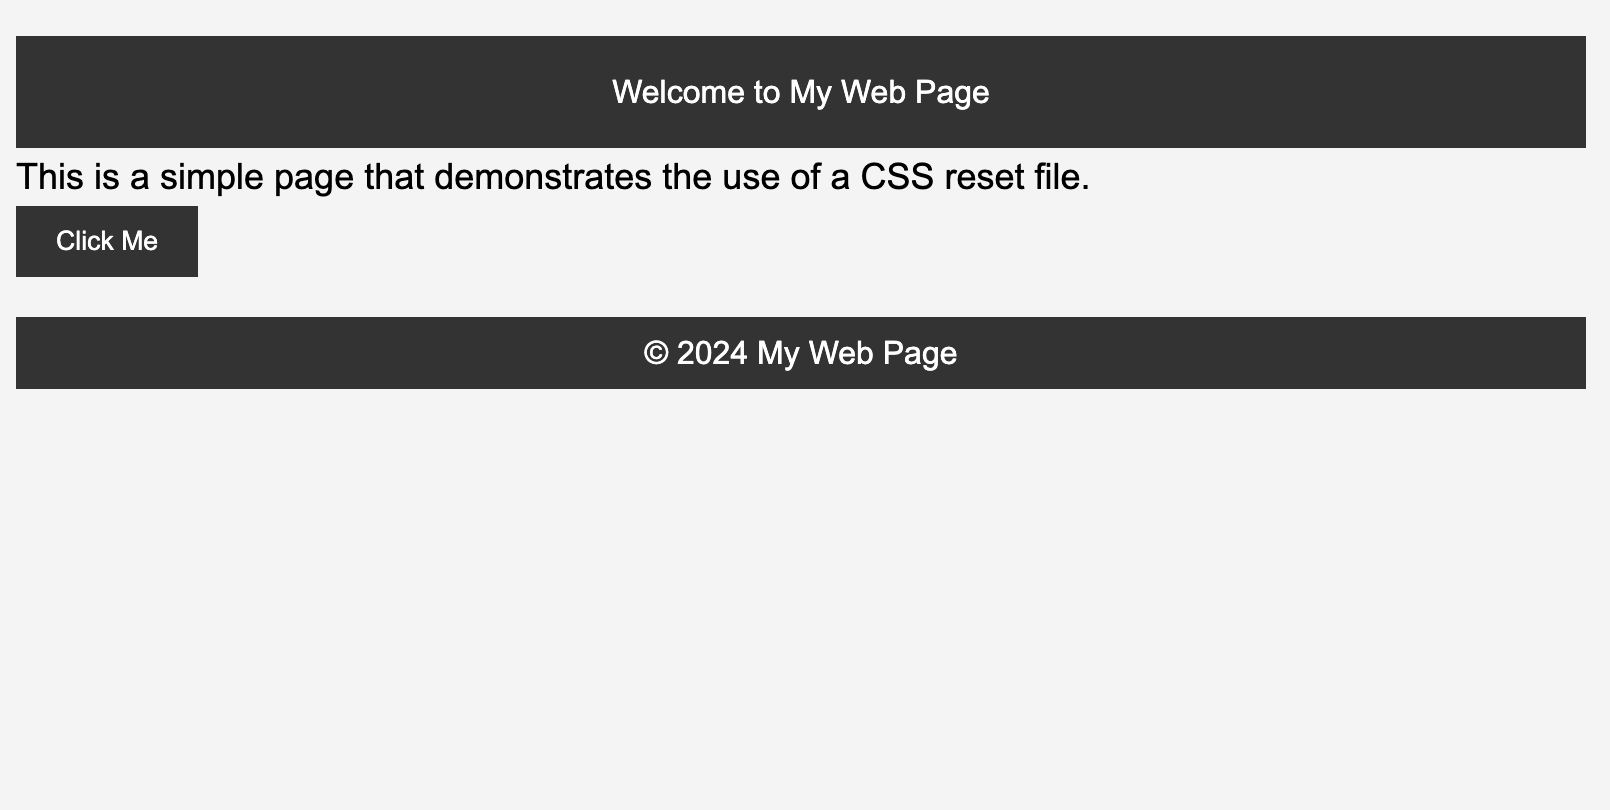 Welcome to My Web Page
This is a simple page that demonstrates the use of a CSS reset file.
Click Me
© 2024 My Web Page